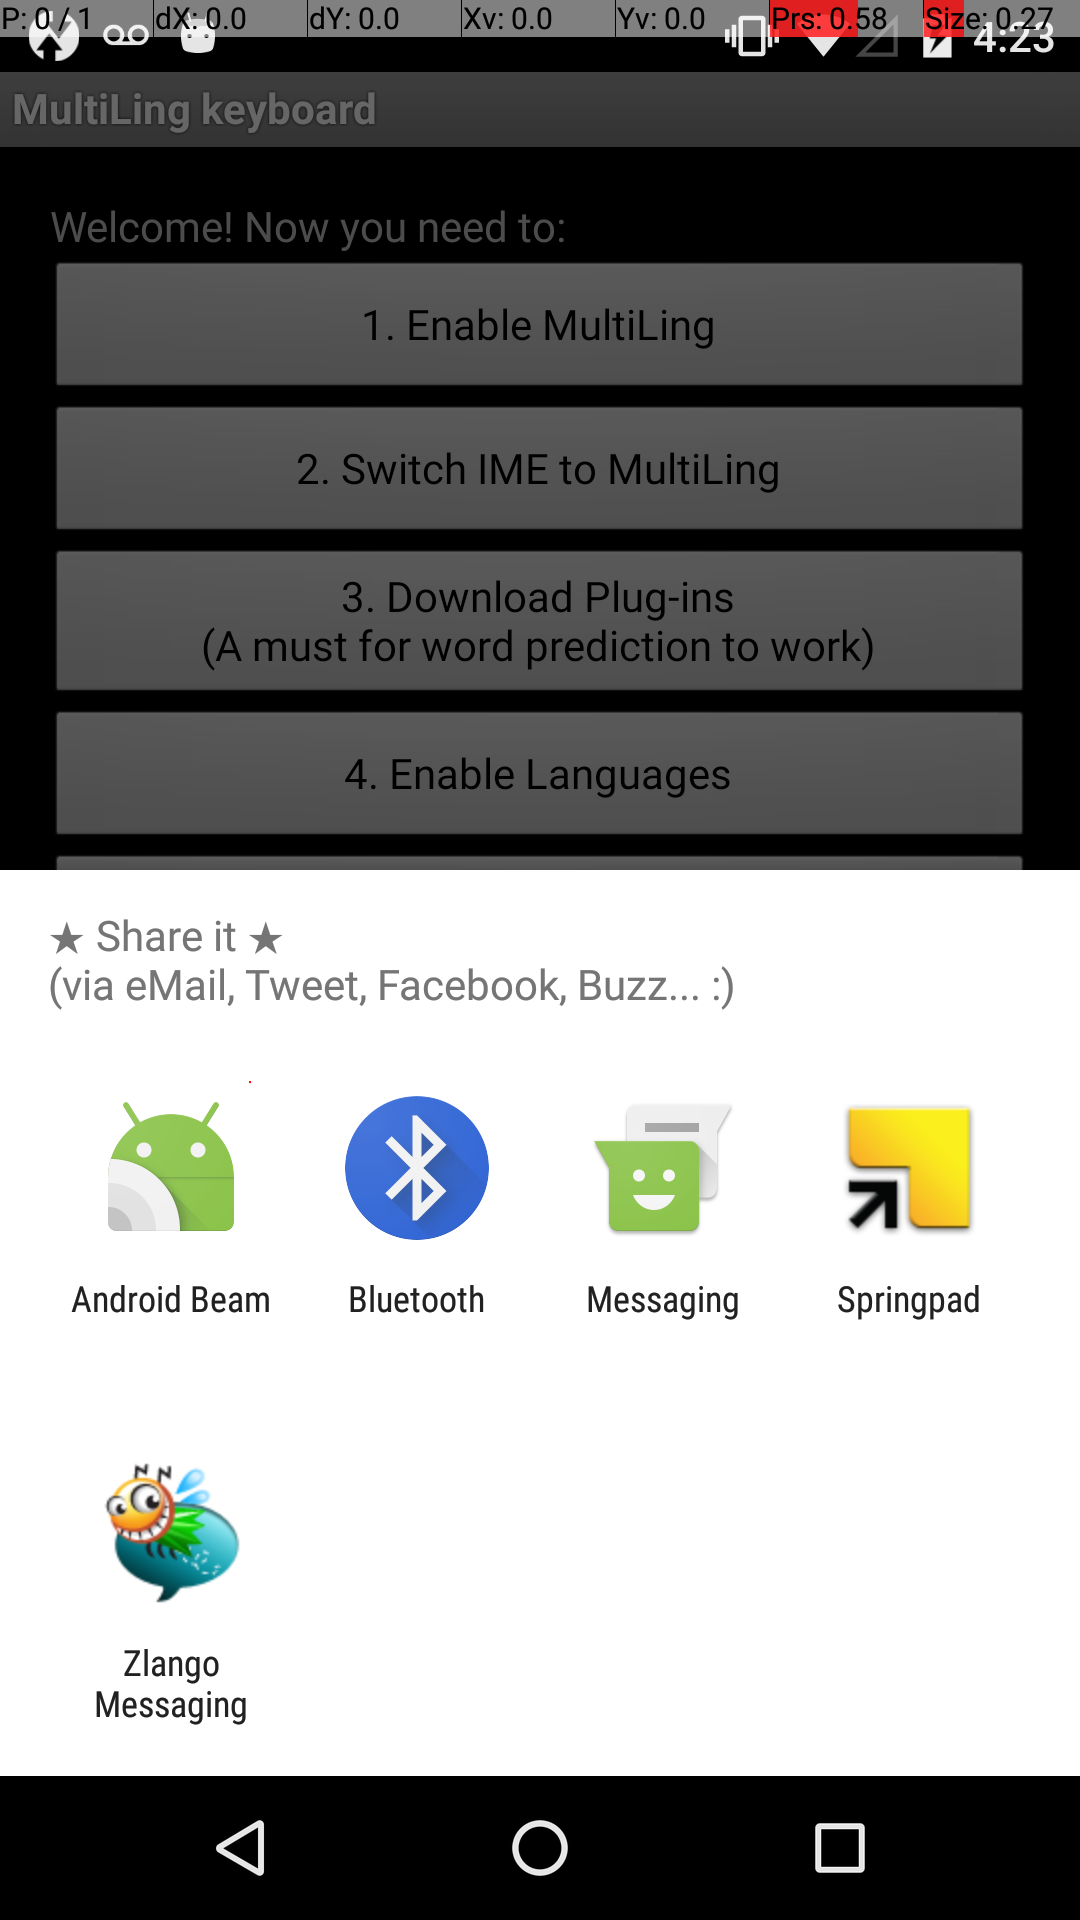 P: 0 / 1 dX: 0.0 dY: 0.0 Xv: 0.0 Yv: 0.0 Prs: 0.58 Size: 0.27
4:23
MultiLing keyboard
Welcome! Now you need to:
1. Enable MultiLing
2. Switch IME to MultiLing
3. Download Plug-ins
(A must for word prediction to work)
4. Enable Languages
★ Share it ★
(via eMail, Tweet, Facebook, Buzz... :)
Android Beam Bluetooth Messaging Springpad
Zlango
Messaging